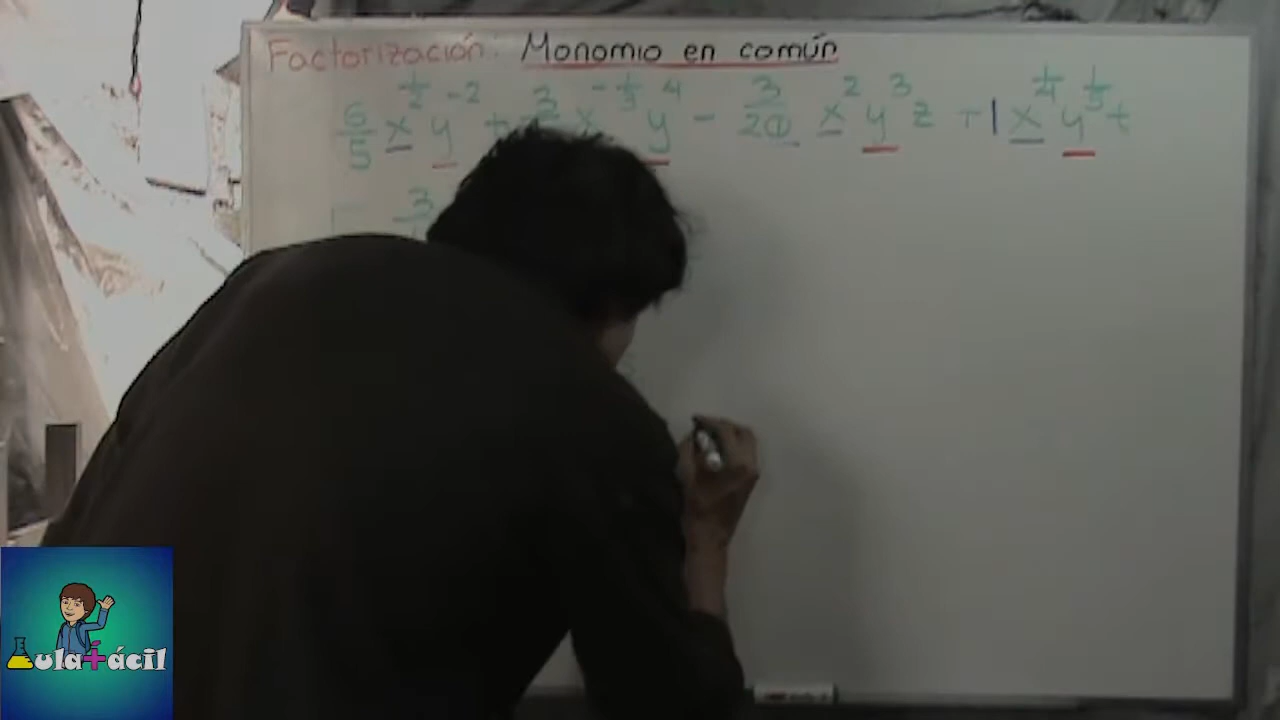 Factorización: Monomio en común
6/5 x^1/2 y^-2 + 3/ x^-1/3 y^4 - 3/20 x^2 y^3 z + 1 x^1/4 y^1/5 t
3
Aula+ácil